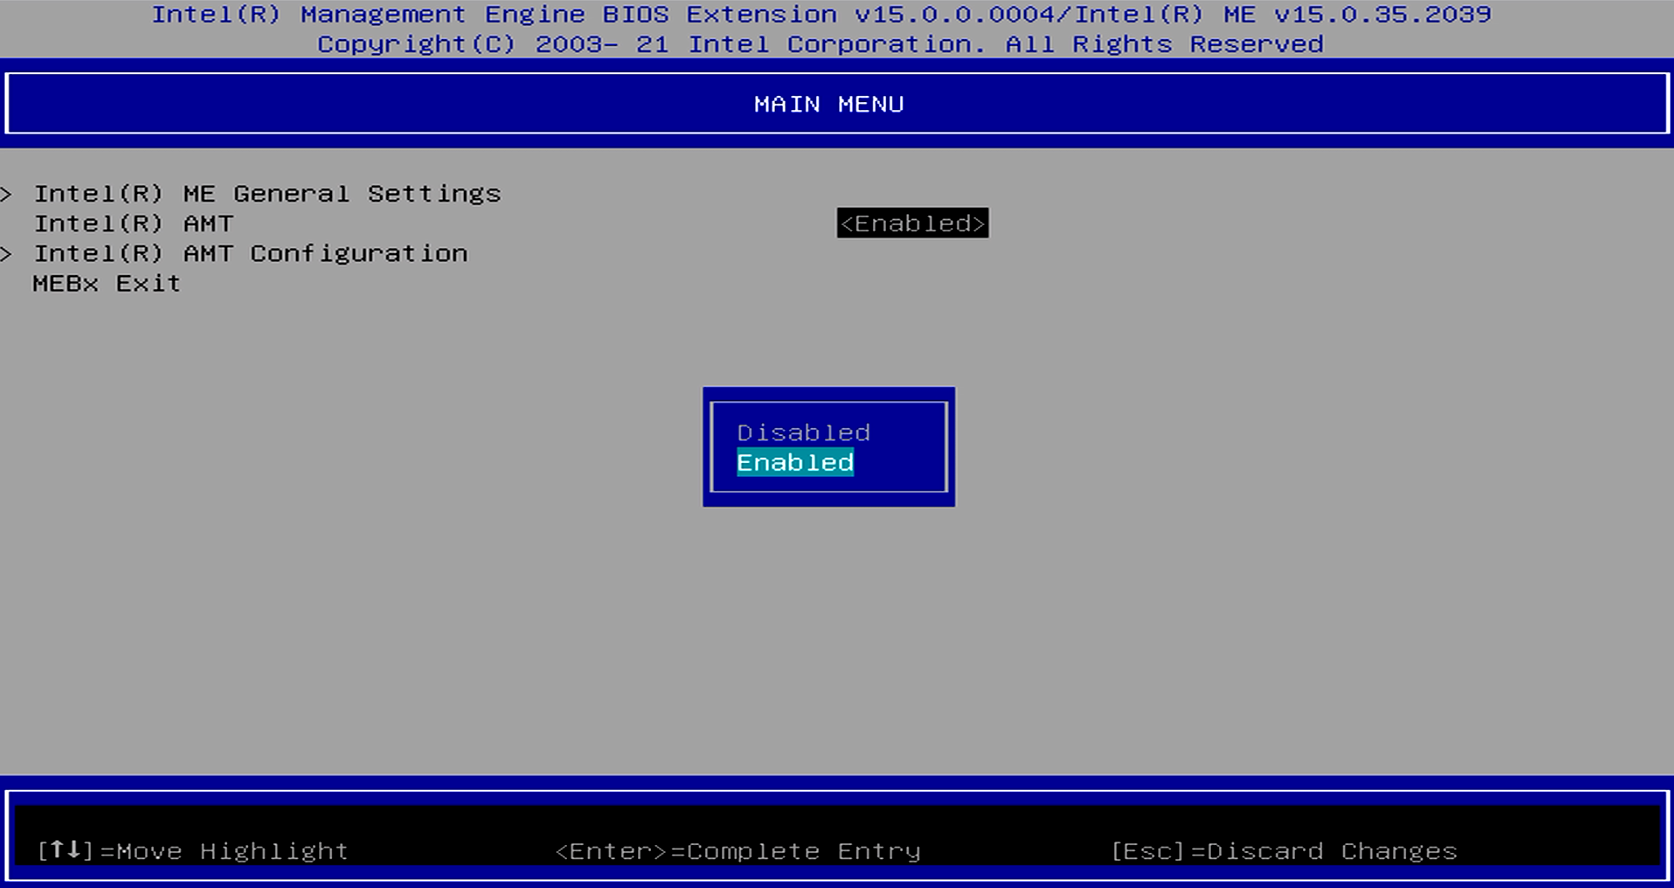 Intel(R) Management Engine BIOS Extension v15.0.0.0004/Intel(R) ME v15.0.35.2039
Copyright(C) 2003- 21 Intel Corporation. All Rights Reserved
MAIN MENU
> Intel(R) ME General Settings
Intel(R) AMT <Enabled>
> Intel(R) AMT Configuration
MEBx Exit
Disabled
Enabled
[↑↓]=Move Highlight <Enter>=Complete Entry [Esc]=Discard Changes